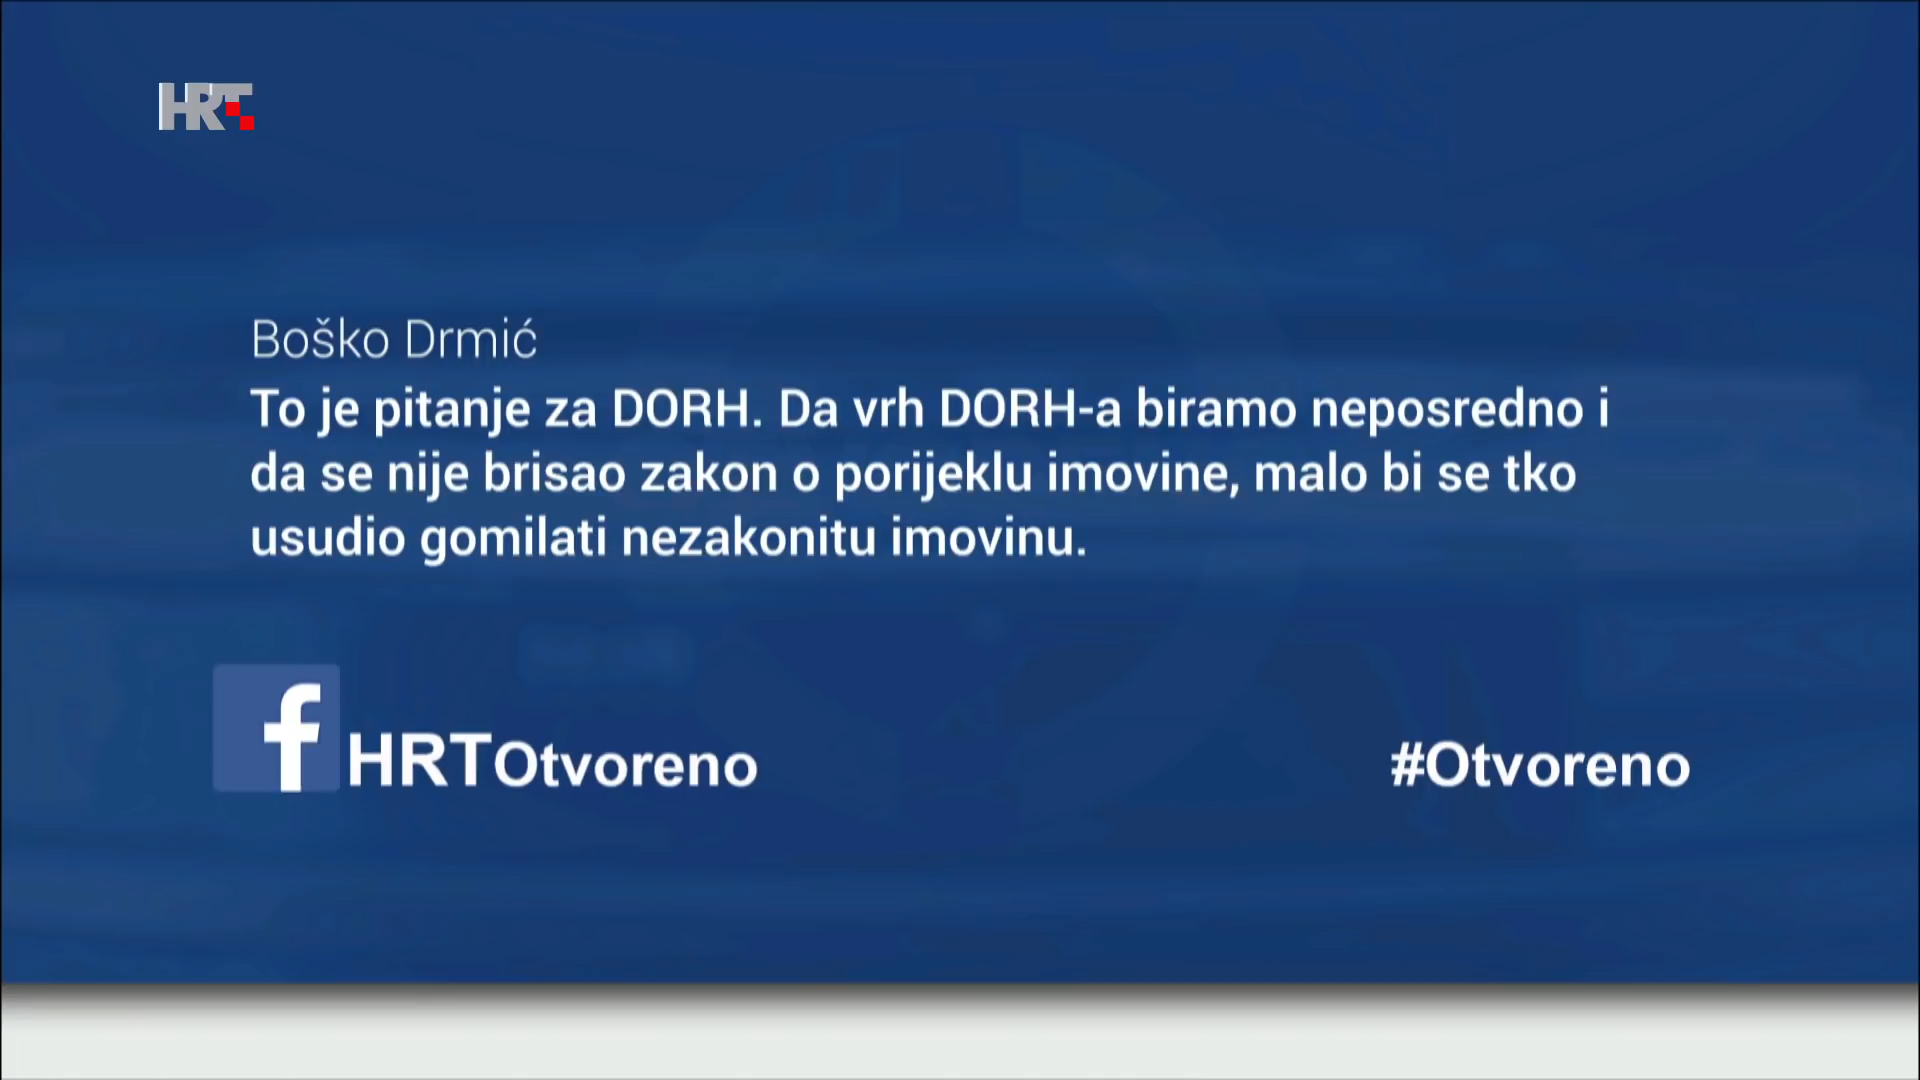 HRT
Boško Drmić
To je pitanje za DORH. Da vrh DORH-a biramo neposredno i
da se nije brisao zakon o porijeklu imovine, malo bi se tko
usudio gomilati nezakonitu imovinu.
f HRTOtvoreno
#Otvoreno